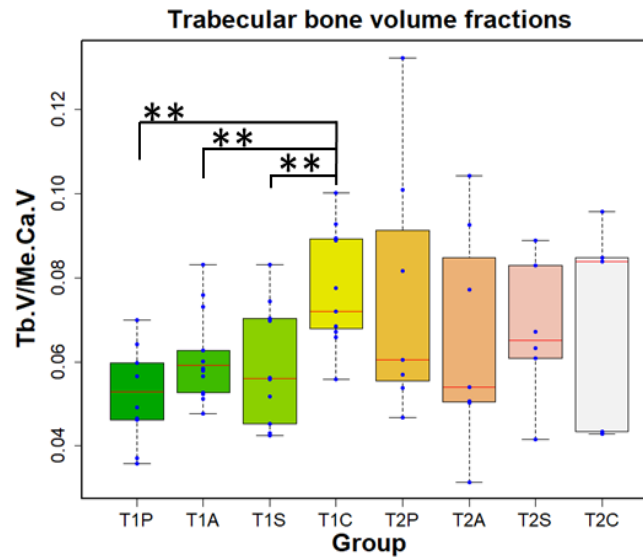 Trabecular bone volume fractions
Tb.V/Me.Ca.V
0.12
0.10
0.08
0.06
0.04
**
**
**
T1P T1A T1S T1C T2P T2A T2S T2C
Group